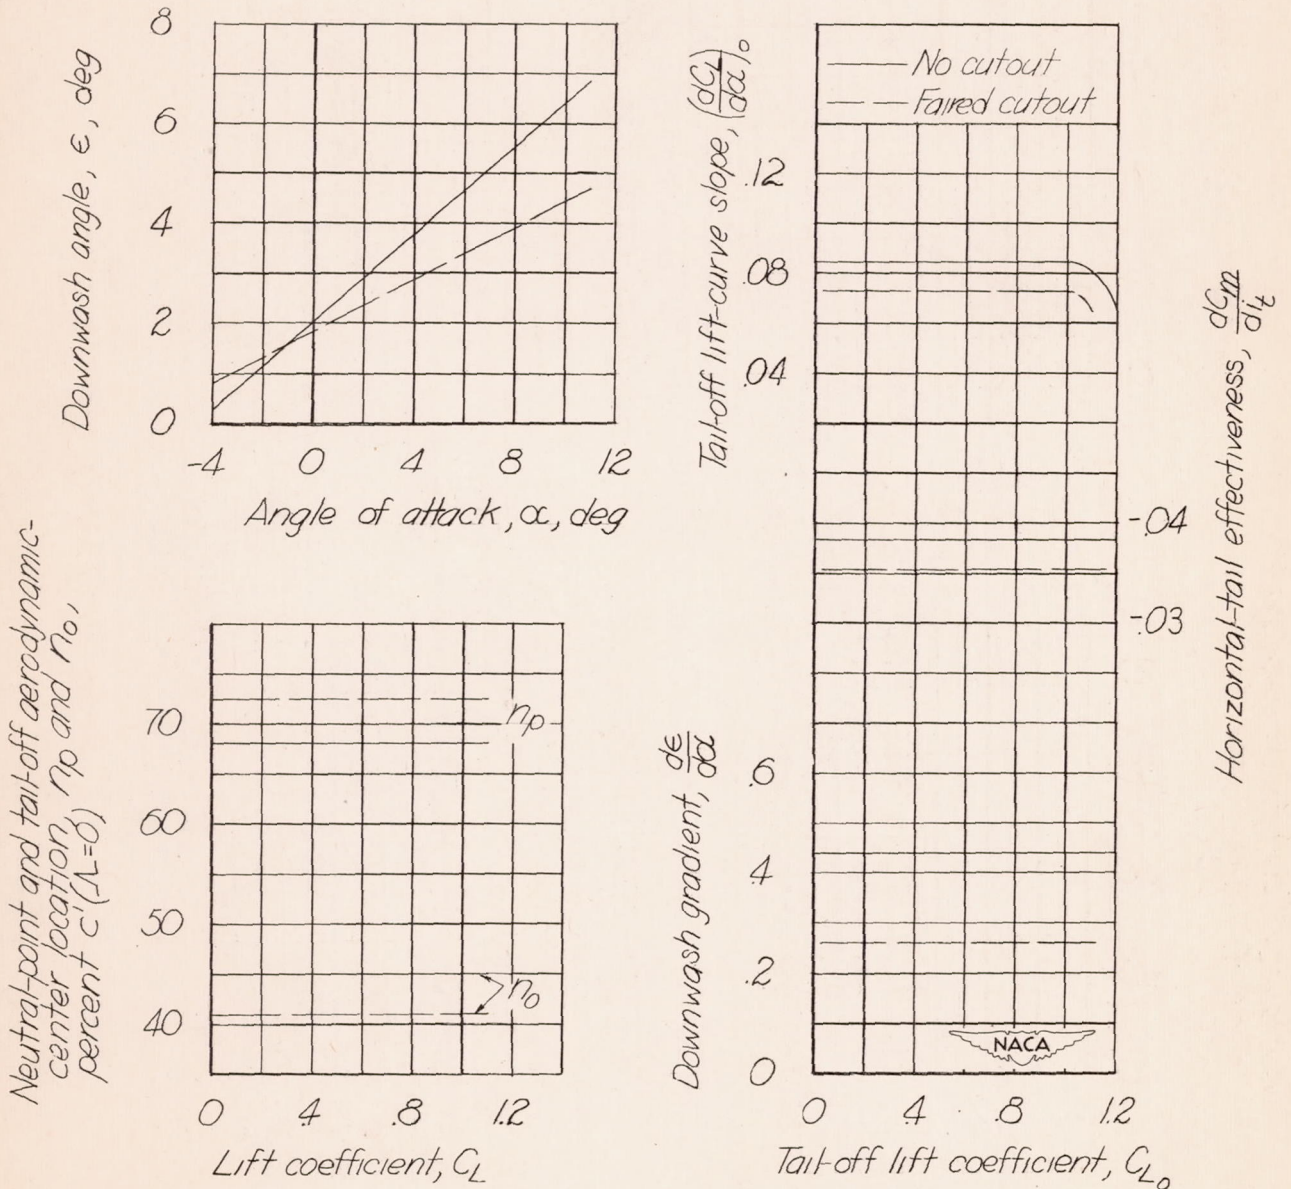 8
6
4
2
0
Downwash angle, ε, deg
-4 0 4 8 12
Angle of attack, α, deg
Neutral-point and tail-off aerodynamic-
center location, np and no,
percent c'(Λ=0)
70
60
50
40
np
no
0 .4 .8 1.2
Lift coefficient, CL
No cutout
Faired cutout
Tail-off lift-curve slope, (dCL/dα)o
.12
.08
.04
-.04
-.03
Horizontal-tail effectiveness, dCm/dit
Downwash gradient, dε/dα
.6
.4
.2
0
NACA
0 .4 .8 1.2
Tail-off lift coefficient, CLo